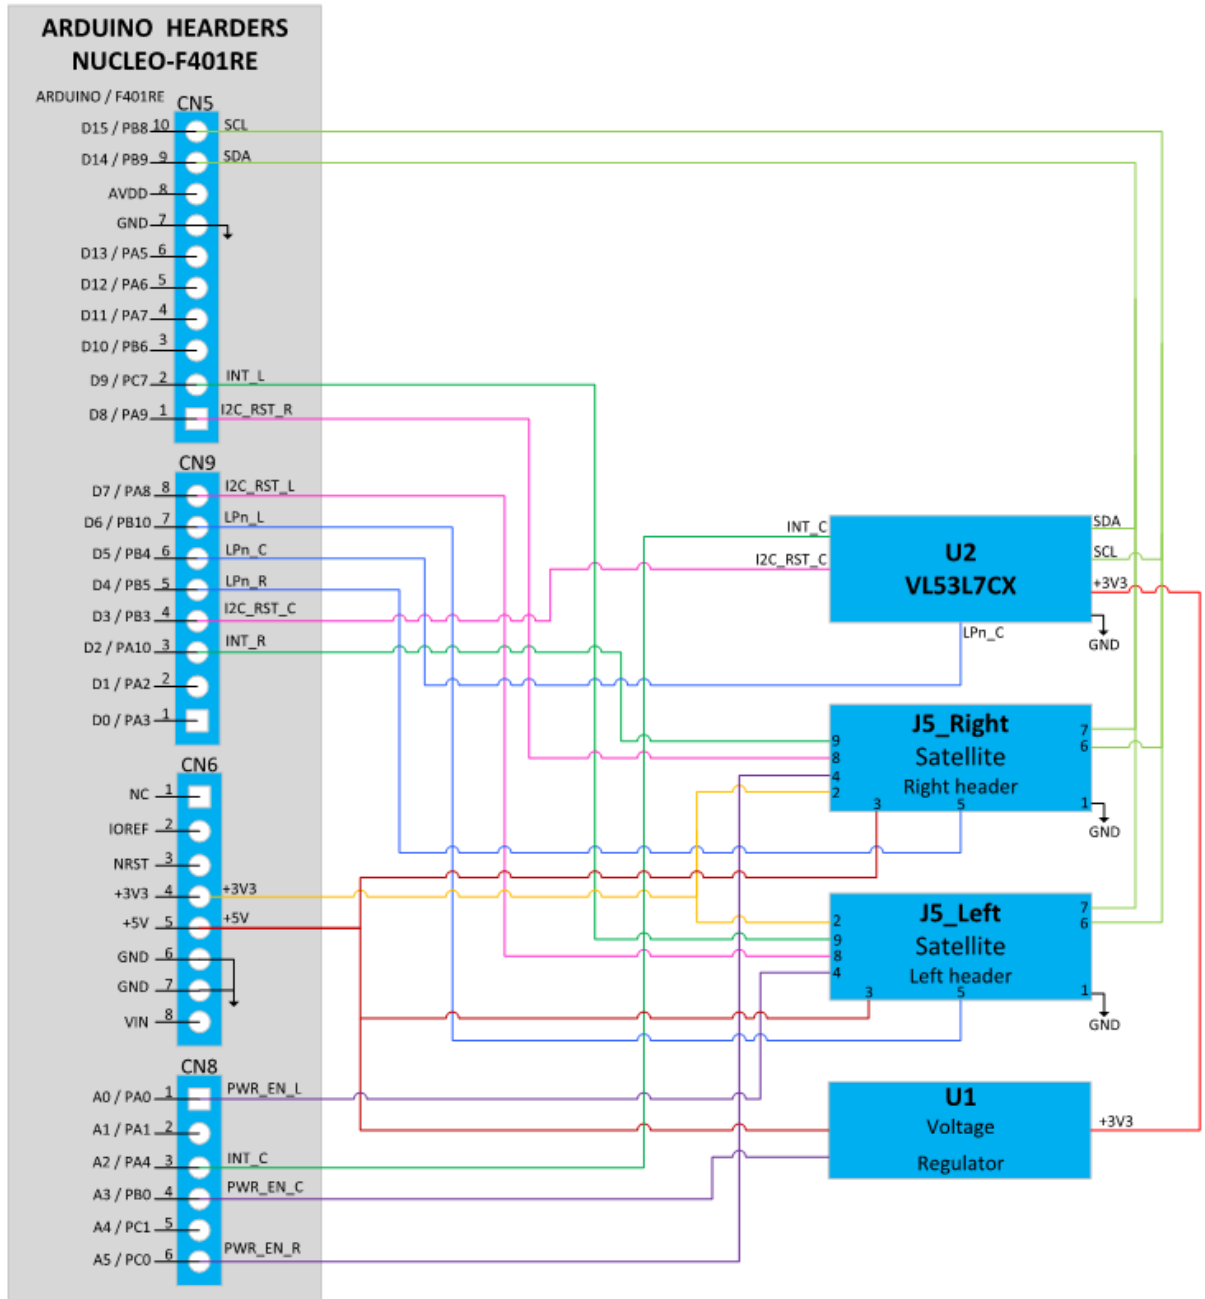 ARDUINO HEARDERS
NUCLEO-F401RE
ARDUINO / F401RE
CN5
D15 / PB8 10 SCL
D14 / PB9 9 SDA
AVDD 8
GND 7
D13 / PA5 6
D12 / PA6 5
D11 / PA7 4
D10 / PB6 3
D9 / PC7 2 INT_L
D8 / PA9 1 I2C_RST_R
CN9
D7 / PA8 8 I2C_RST_L
D6 / PB10 7 LPn_L
D5 / PB4 6 LPn_C
D4 / PB5 5 LPn_R
D3 / PB3 4 I2C_RST_C
D2 / PA10 3 INT_R
D1 / PA2 2
D0 / PA3 1
CN6
NC 1
IOREF 2
NRST 3
+3V3 4 +3V3
+5V 5 +5V
GND 6
GND 7
VIN 8
CN8
A0 / PA0 1 PWR_EN_L
A1 / PA1 2
A2 / PA4 3 INT_C
A3 / PB0 4 PWR_EN_C
A4 / PC1 5
A5 / PC0 6 PWR_EN_R
INT_C
I2C_RST_C
U2
VL53L7CX
SDA
SCL
+3V3
GND
LPn_C
J5_Right
Satellite
Right header
9
8
4
2
3
5
7
6
1
GND
J5_Left
Satellite
Left header
2
9
8
4
3
5
7
6
1
GND
U1
Voltage
Regulator
+3V3